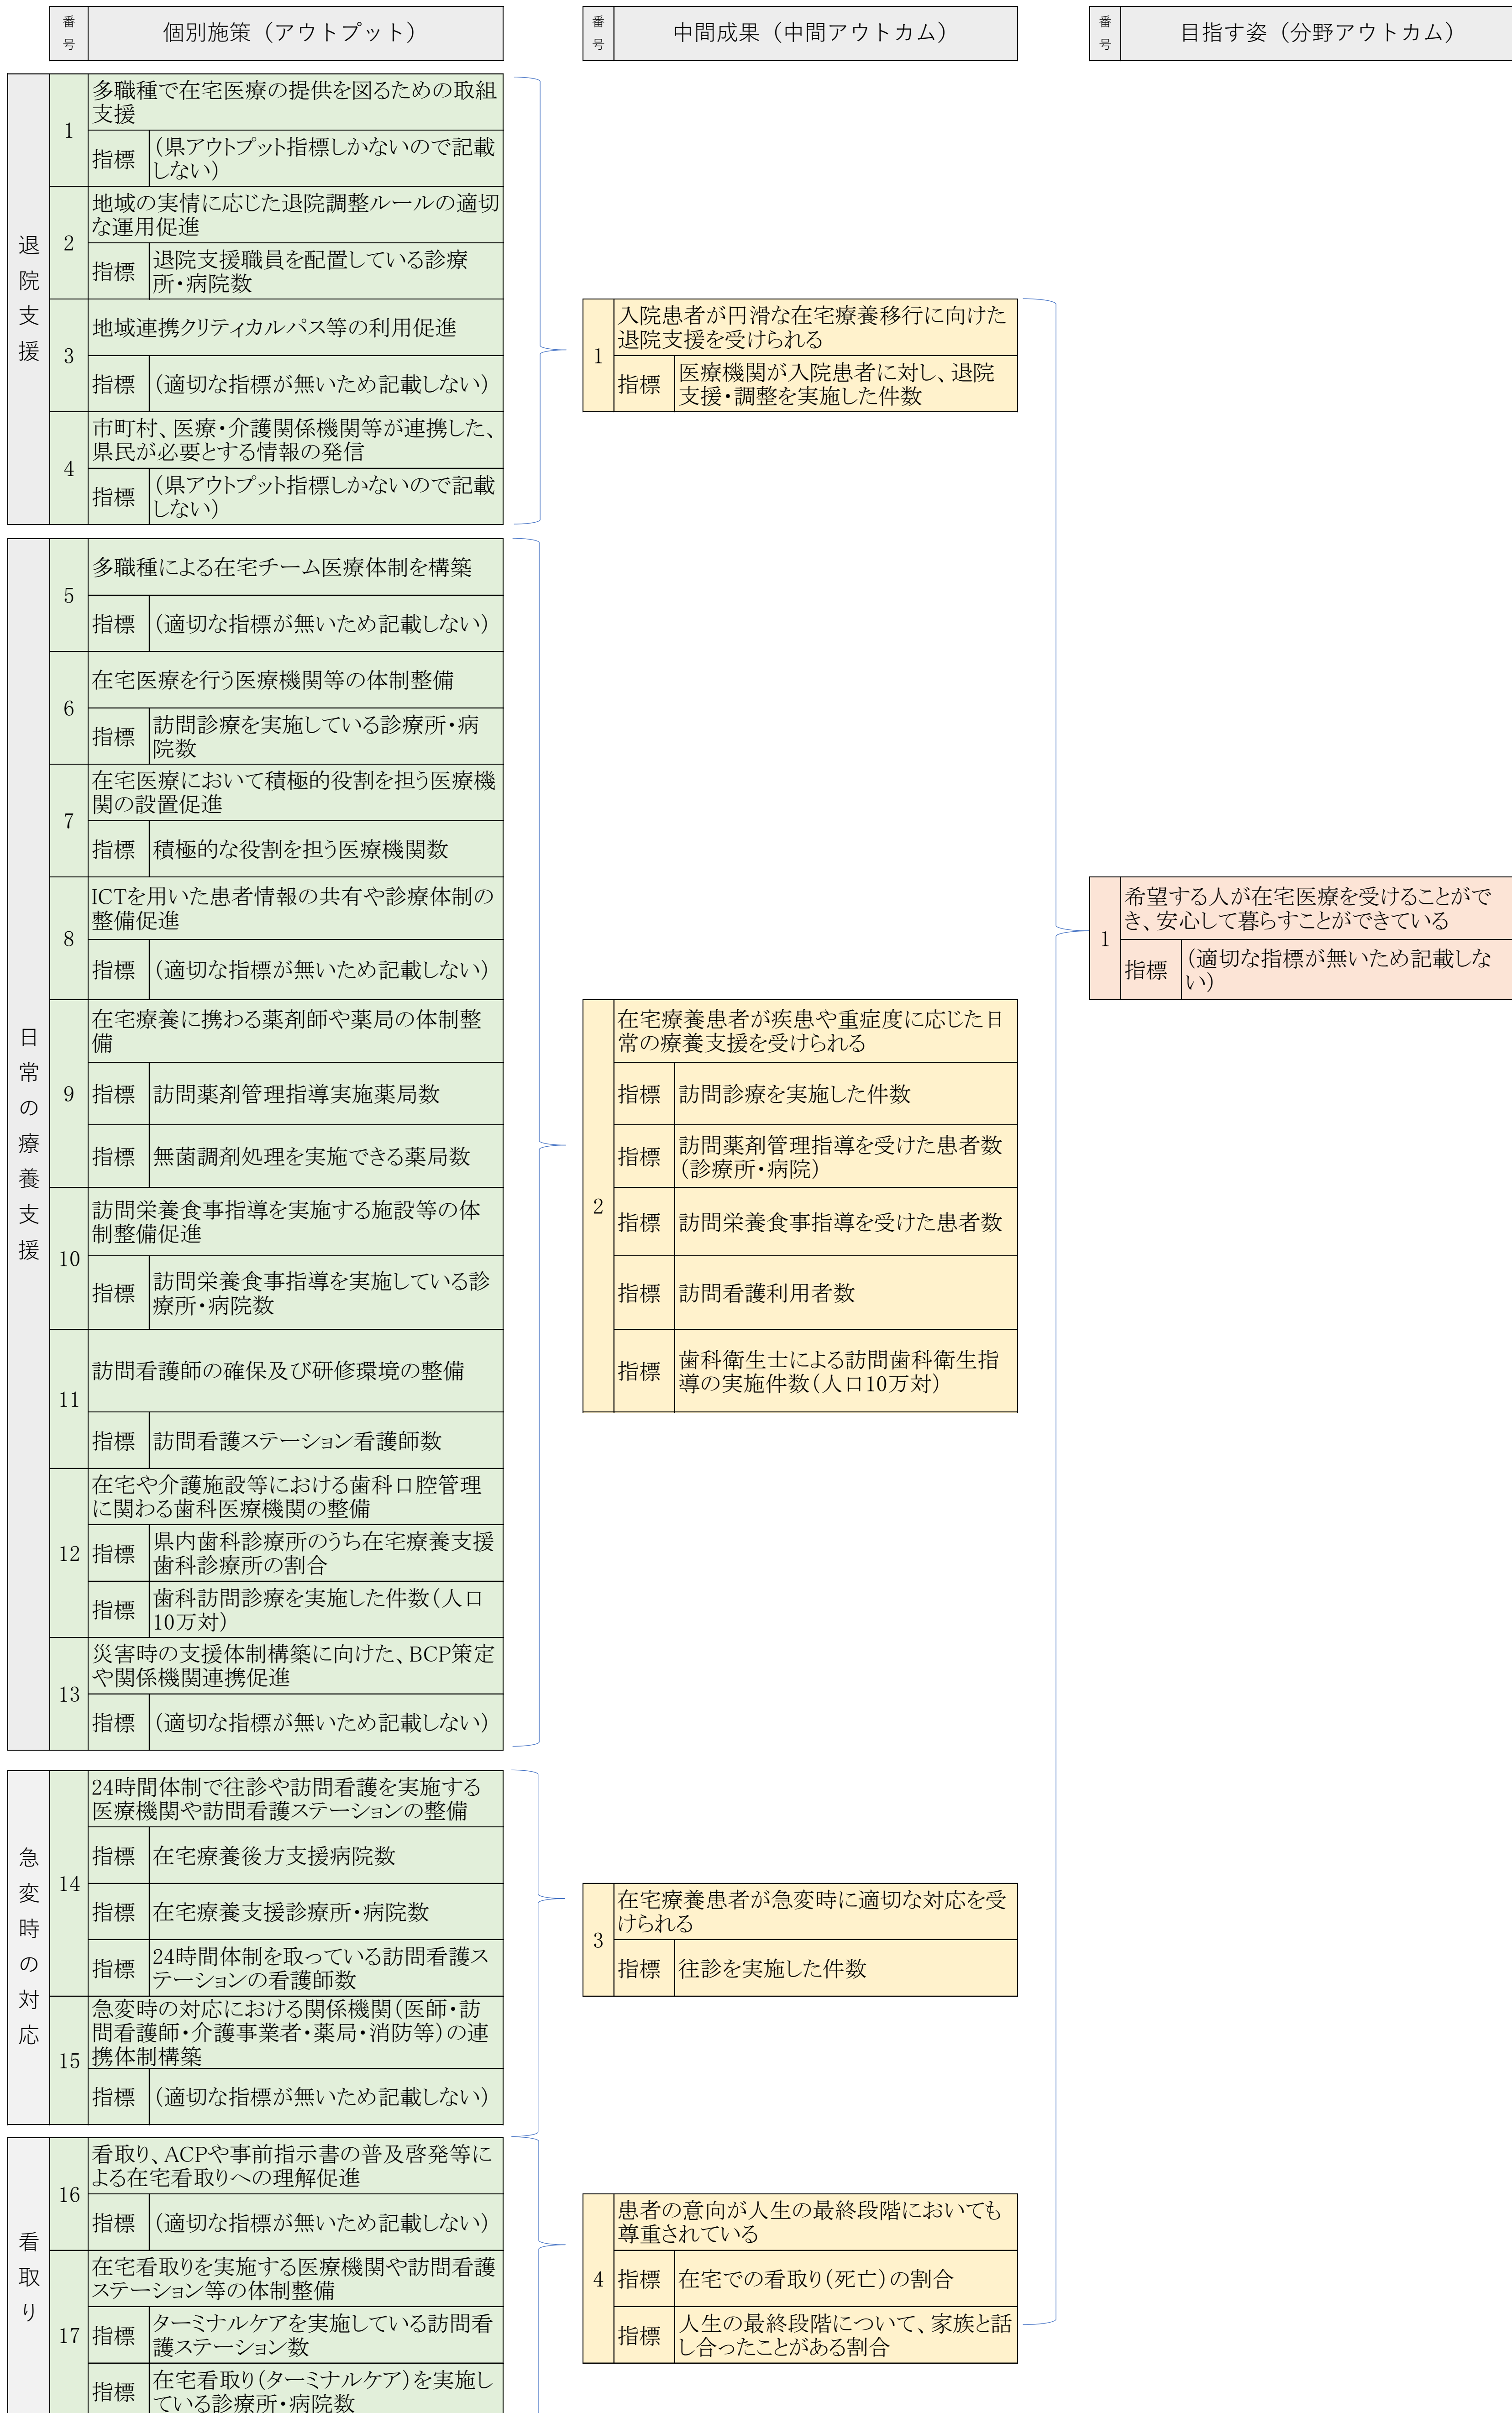 番号
個別施策（アウトプット）
番号
中間成果（中間アウトカム）
番号
目指す姿（分野アウトカム）
退院支援
1
多職種で在宅医療の提供を図るための取組
支援
指標
（県アウトプット指標しかないので記載
しない）
2
地域の実情に応じた退院調整ルールの適切
な運用促進
指標
退院支援職員を配置している診療
所・病院数
3
地域連携クリティカルパス等の利用促進
指標
（適切な指標が無いため記載しない）
4
市町村、医療・介護関係機関等が連携した、
県民が必要とする情報の発信
指標
（県アウトプット指標しかないので記載
しない）
1
入院患者が円滑な在宅療養移行に向けた
退院支援を受けられる
指標
医療機関が入院患者に対し、退院
支援・調整を実施した件数
日常の療養支援
5
多職種による在宅チーム医療体制を構築
指標
（適切な指標が無いため記載しない）
6
在宅医療を行う医療機関等の体制整備
指標
訪問診療を実施している診療所・病
院数
7
在宅医療において積極的役割を担う医療機
関の設置促進
指標
積極的な役割を担う医療機関数
8
ICTを用いた患者情報の共有や診療体制の
整備促進
指標
（適切な指標が無いため記載しない）
9
在宅療養に携わる薬剤師や薬局の体制整
備
指標
訪問薬剤管理指導実施薬局数
指標
無菌調剤処理を実施できる薬局数
10
訪問栄養食事指導を実施する施設等の体
制整備促進
指標
訪問栄養食事指導を実施している診
療所・病院数
11
訪問看護師の確保及び研修環境の整備
指標
訪問看護ステーション看護師数
12
在宅や介護施設等における歯科口腔管理
に関わる歯科医療機関の整備
指標
県内歯科診療所のうち在宅療養支援
歯科診療所の割合
指標
歯科訪問診療を実施した件数（人口
10万対）
13
災害時の支援体制構築に向けた、BCP策定
や関係機関連携促進
指標
（適切な指標が無いため記載しない）
2
在宅療養患者が疾患や重症度に応じた日
常の療養支援を受けられる
指標
訪問診療を実施した件数
指標
訪問薬剤管理指導を受けた患者数
（診療所・病院）
指標
訪問栄養食事指導を受けた患者数
指標
訪問看護利用者数
指標
歯科衛生士による訪問歯科衛生指
導の実施件数（人口10万対）
1
希望する人が在宅医療を受けることがで
き、安心して暮らすことができている
指標
（適切な指標が無いため記載しな
い）
急変時の対応
14
24時間体制で往診や訪問看護を実施する
医療機関や訪問看護ステーションの整備
指標
在宅療養後方支援病院数
指標
在宅療養支援診療所・病院数
指標
24時間体制を取っている訪問看護ス
テーションの看護師数
15
急変時の対応における関係機関（医師・訪
問看護師・介護事業者・薬局・消防等）の連
携体制構築
指標
（適切な指標が無いため記載しない）
3
在宅療養患者が急変時に適切な対応を受
けられる
指標
往診を実施した件数
看取り
16
看取り、ACPや事前指示書の普及啓発等に
よる在宅看取りへの理解促進
指標
（適切な指標が無いため記載しない）
17
在宅看取りを実施する医療機関や訪問看護
ステーション等の体制整備
指標
ターミナルケアを実施している訪問看
護ステーション数
指標
在宅看取り（ターミナルケア）を実施し
ている診療所・病院数
4
患者の意向が人生の最終段階においても
尊重されている
指標
在宅での看取り（死亡）の割合
指標
人生の最終段階について、家族と話
し合ったことがある割合